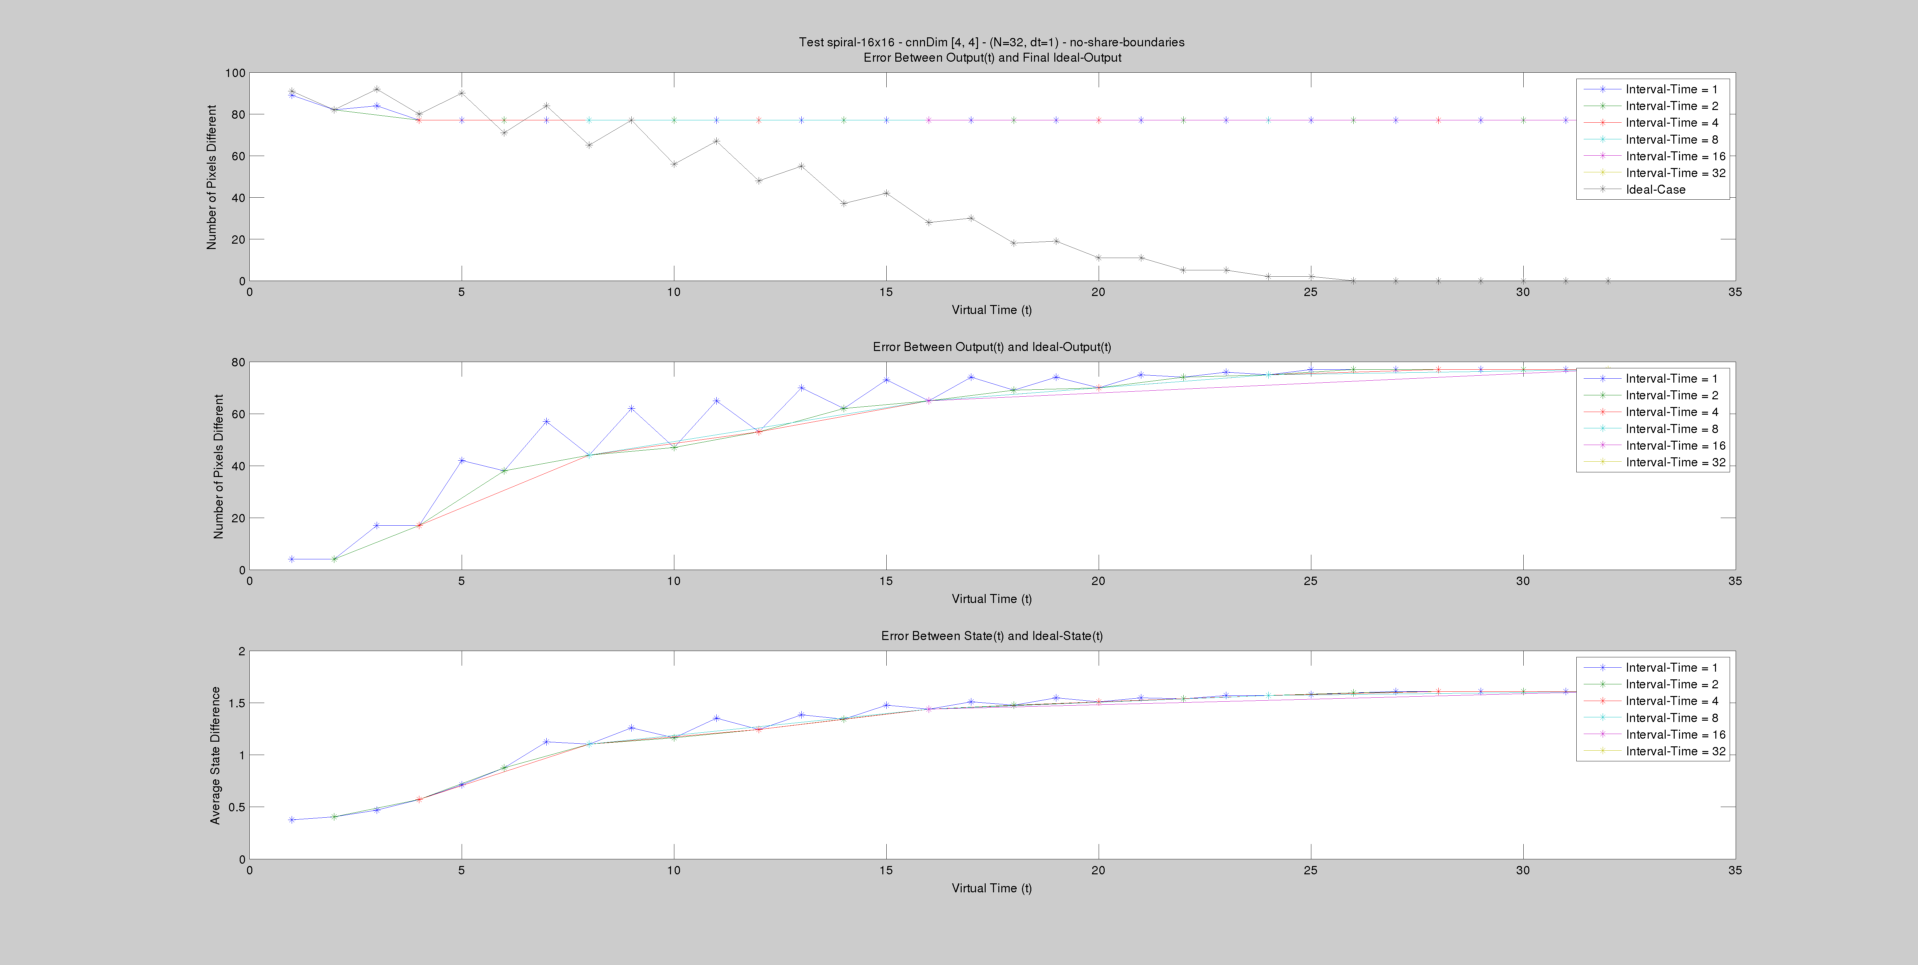 Test spiral-16x16 - cnnDim [4, 4] - (N=32, dt=1) - no-share-boundaries
Error Between Output(t) and Final Ideal-Output
Number of Pixels Different
100
80
60
40
20
0
0 5 10 15 20 25 30 35
Virtual Time (t)
Interval-Time = 1
Interval-Time = 2
Interval-Time = 4
Interval-Time = 8
Interval-Time = 16
Interval-Time = 32
Ideal-Case
Error Between Output(t) and Ideal-Output(t)
Number of Pixels Different
80
60
40
20
0
0 5 10 15 20 25 30 35
Virtual Time (t)
Interval-Time = 1
Interval-Time = 2
Interval-Time = 4
Interval-Time = 8
Interval-Time = 16
Interval-Time = 32
Error Between State(t) and Ideal-State(t)
Average State Difference
2
1.5
1
0.5
0
0 5 10 15 20 25 30 35
Virtual Time (t)
Interval-Time = 1
Interval-Time = 2
Interval-Time = 4
Interval-Time = 8
Interval-Time = 16
Interval-Time = 32